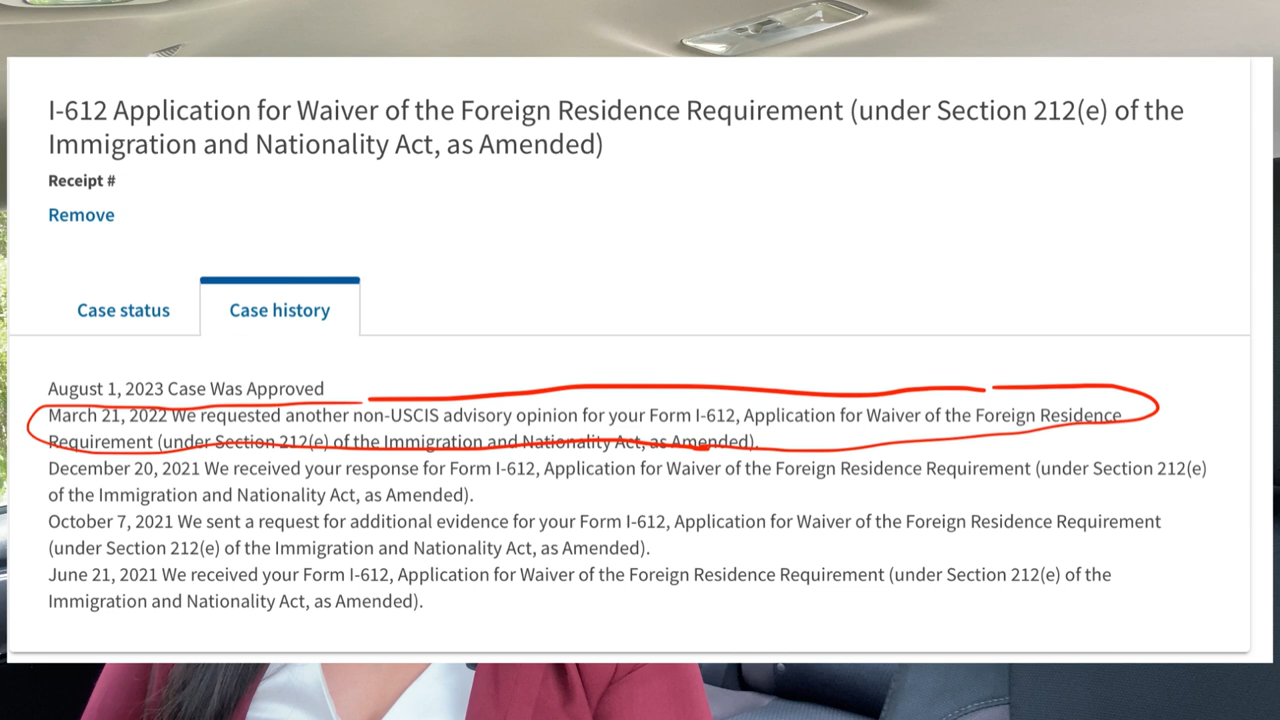 I-612 Application for Waiver of the Foreign Residence Requirement (under Section 212(e) of the
Immigration and Nationality Act, as Amended)
Receipt #
Remove
Case status
Case history
August 1, 2023 Case Was Approved
March 21, 2022 We requested another non-USCIS advisory opinion for your Form I-612, Application for Waiver of the Foreign Residence
Requirement (under Section 212(e) of the Immigration and Nationality Act, as Amended).
December 20, 2021 We received your response for Form I-612, Application for Waiver of the Foreign Residence Requirement (under Section 212(e)
of the Immigration and Nationality Act, as Amended).
October 7, 2021 We sent a request for additional evidence for your Form I-612, Application for Waiver of the Foreign Residence Requirement
(under Section 212(e) of the Immigration and Nationality Act, as Amended).
June 21, 2021 We received your Form I-612, Application for Waiver of the Foreign Residence Requirement (under Section 212(e) of the
Immigration and Nationality Act, as Amended).